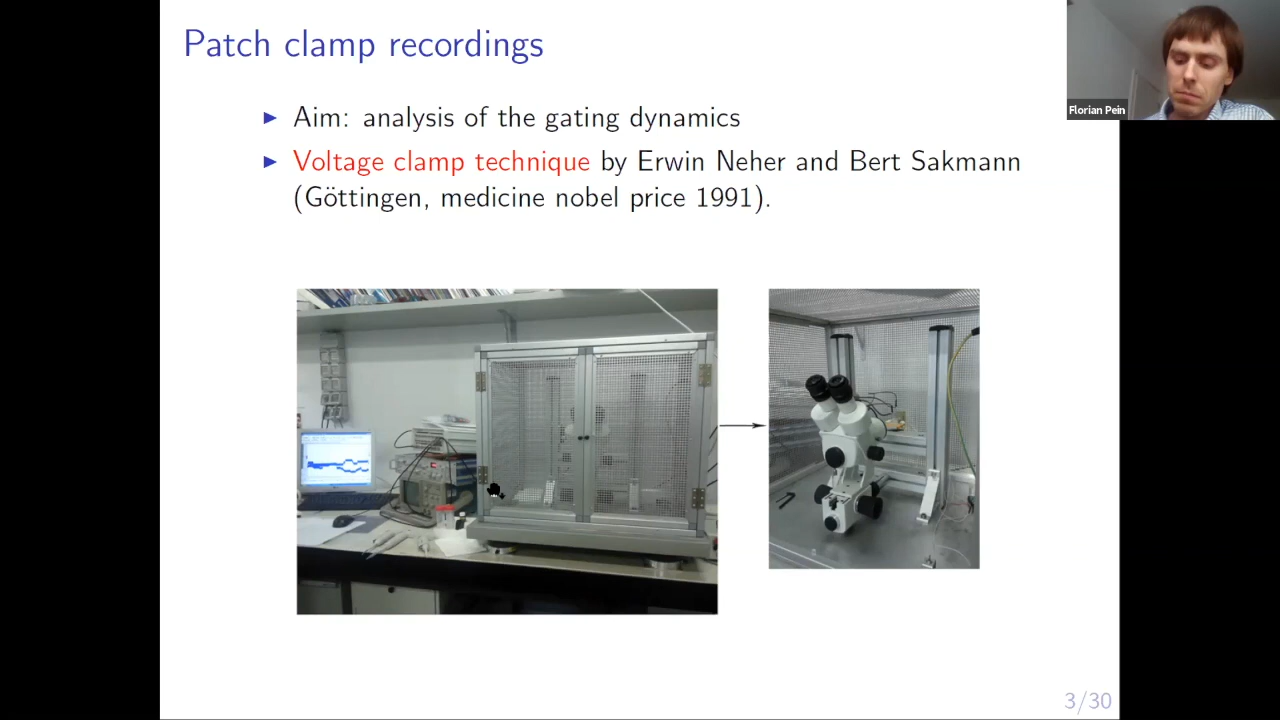 Patch clamp recordings
▶ Aim: analysis of the gating dynamics
▶ Voltage clamp technique by Erwin Neher and Bert Sakmann
(Göttingen, medicine nobel price 1991).
Florian Pein
3/30